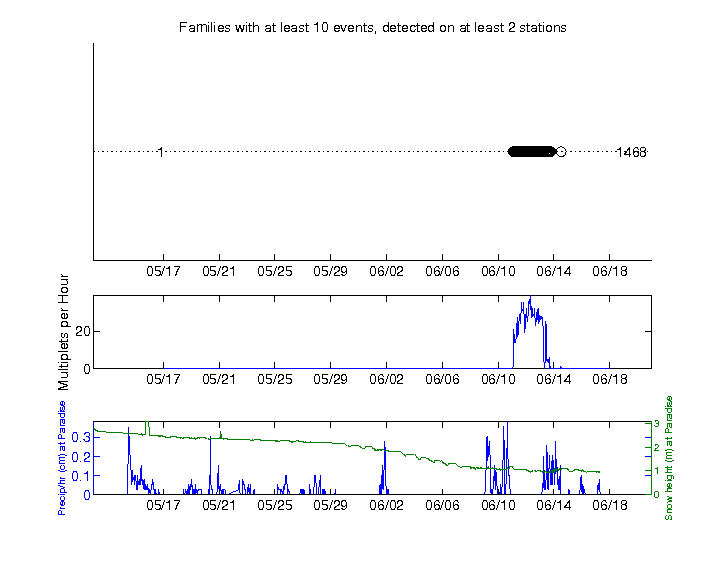 Families with at least 10 events, detected on at least 2 stations
1 1468
05/17 05/21 05/25 05/29 06/02 06/06 06/10 06/14 06/18
Multiplets per Hour
20
0
05/17 05/21 05/25 05/29 06/02 06/06 06/10 06/14 06/18
Precip/hr (cm) at Paradise
0.3
0.2
0.1
0
3
2
1
0
Snow height (m) at Paradise
05/17 05/21 05/25 05/29 06/02 06/06 06/10 06/14 06/18